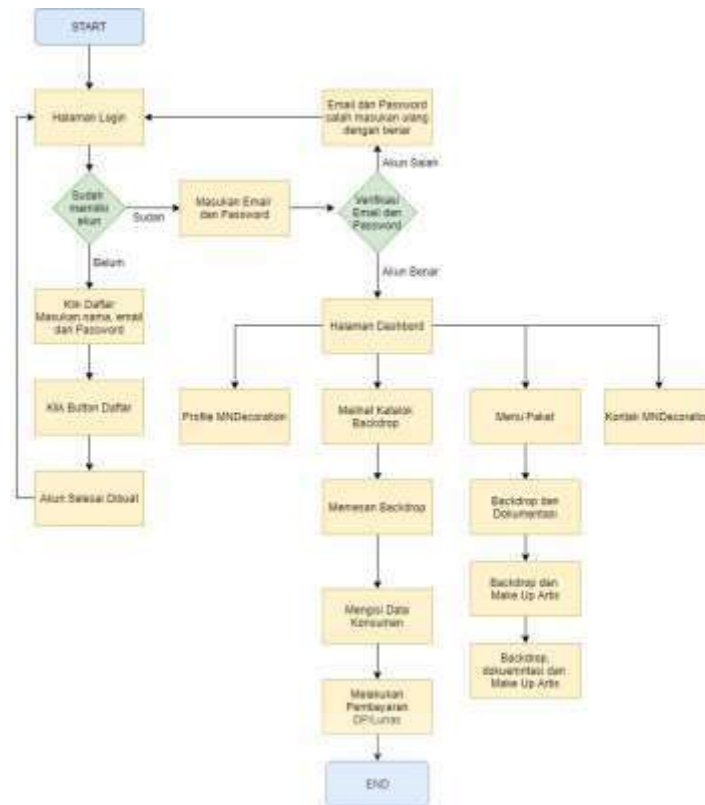 START
Halaman Login
Email dan Password
salah masukan ulang
dengan benar
Akun Salah
Sudah
memiliki
akun
Sudah
Masukan Email
dan Password
Verifikasi
Email dan
Password
Belum
Akun Benar
Klik Daftar
Masukan nama, email
dan Password
Halaman Dashbord
Klik Button Daftar
Profile MNDecoration
Melihat Katalok
Backdrop
Menu Paket
Kontak MNDecoration
Akun Selesai Dibuat
Memesan Backdrop
Backdrop dan
Dokumentasi
Mengisi Data
Konsumen
Backdrop dan
Make Up Artis
Backdrop,
dokuemntasi dan
Make Up Artis
Melakukan
Pembayaran
DP/Lunas
END